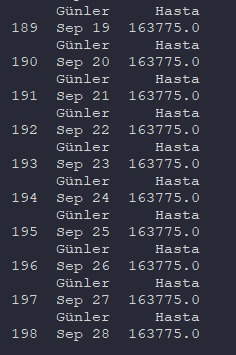 Günler Hasta
189 Sep 19 163775.0
Günler Hasta
190 Sep 20 163775.0
Günler Hasta
191 Sep 21 163775.0
Günler Hasta
192 Sep 22 163775.0
Günler Hasta
193 Sep 23 163775.0
Günler Hasta
194 Sep 24 163775.0
Günler Hasta
195 Sep 25 163775.0
Günler Hasta
196 Sep 26 163775.0
Günler Hasta
197 Sep 27 163775.0
Günler Hasta
198 Sep 28 163775.0